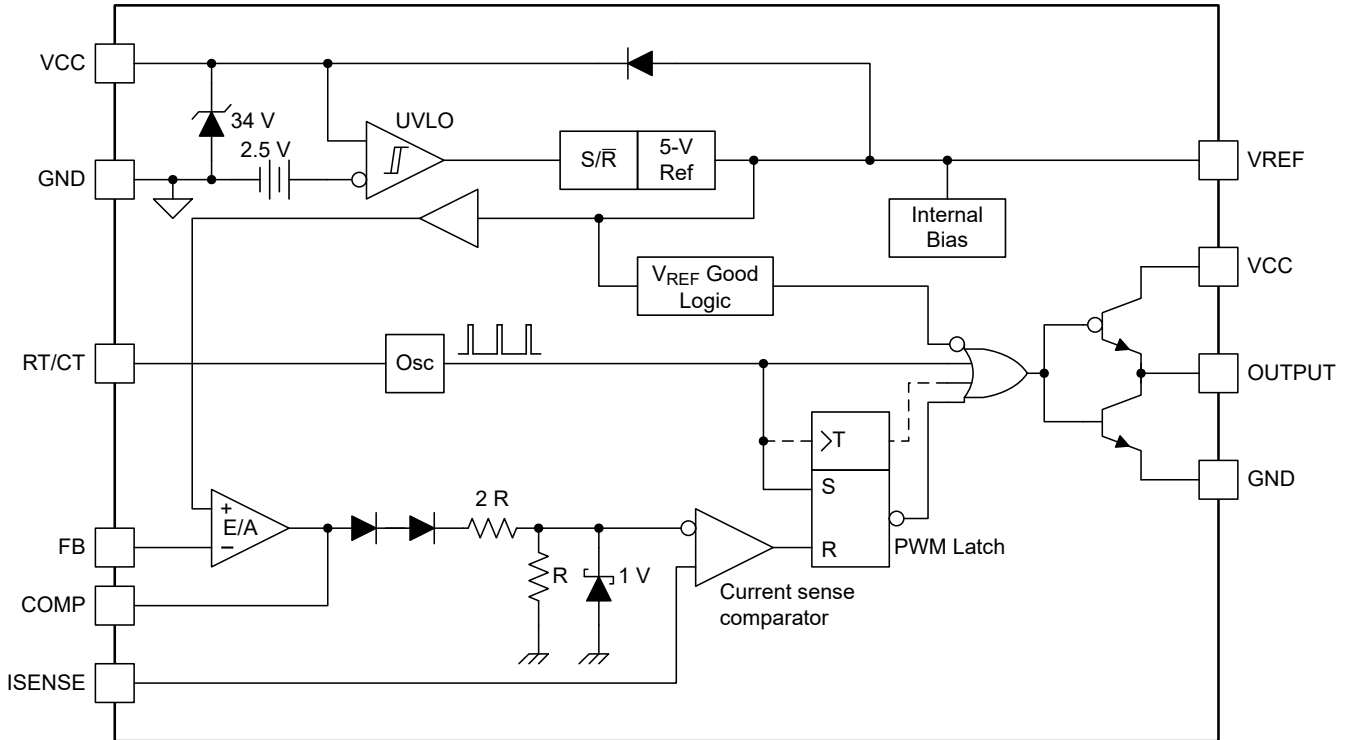 VCC
34 V
UVLO
2.5 V
S/R̅
5-V
Ref
GND
VREF
Internal
Bias
VREF Good
Logic
VCC
RT/CT
Osc
OUTPUT
>T
S
R
PWM Latch
GND
2 R
+
E/A
−
FB
R
1 V
Current sense
comparator
COMP
ISENSE